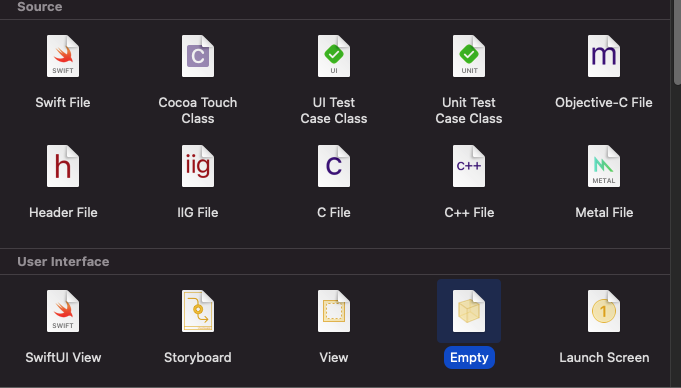 Source
SWIFT
C
UI
UNIT
m
Swift File
Cocoa Touch
Class
UI Test
Case Class
Unit Test
Case Class
Objective-C File
h
iig
C
C++
METAL
Header File
IIG File
C File
C++ File
Metal File
User Interface
SWIFT
1
SwiftUI View
Storyboard
View
Empty
Launch Screen